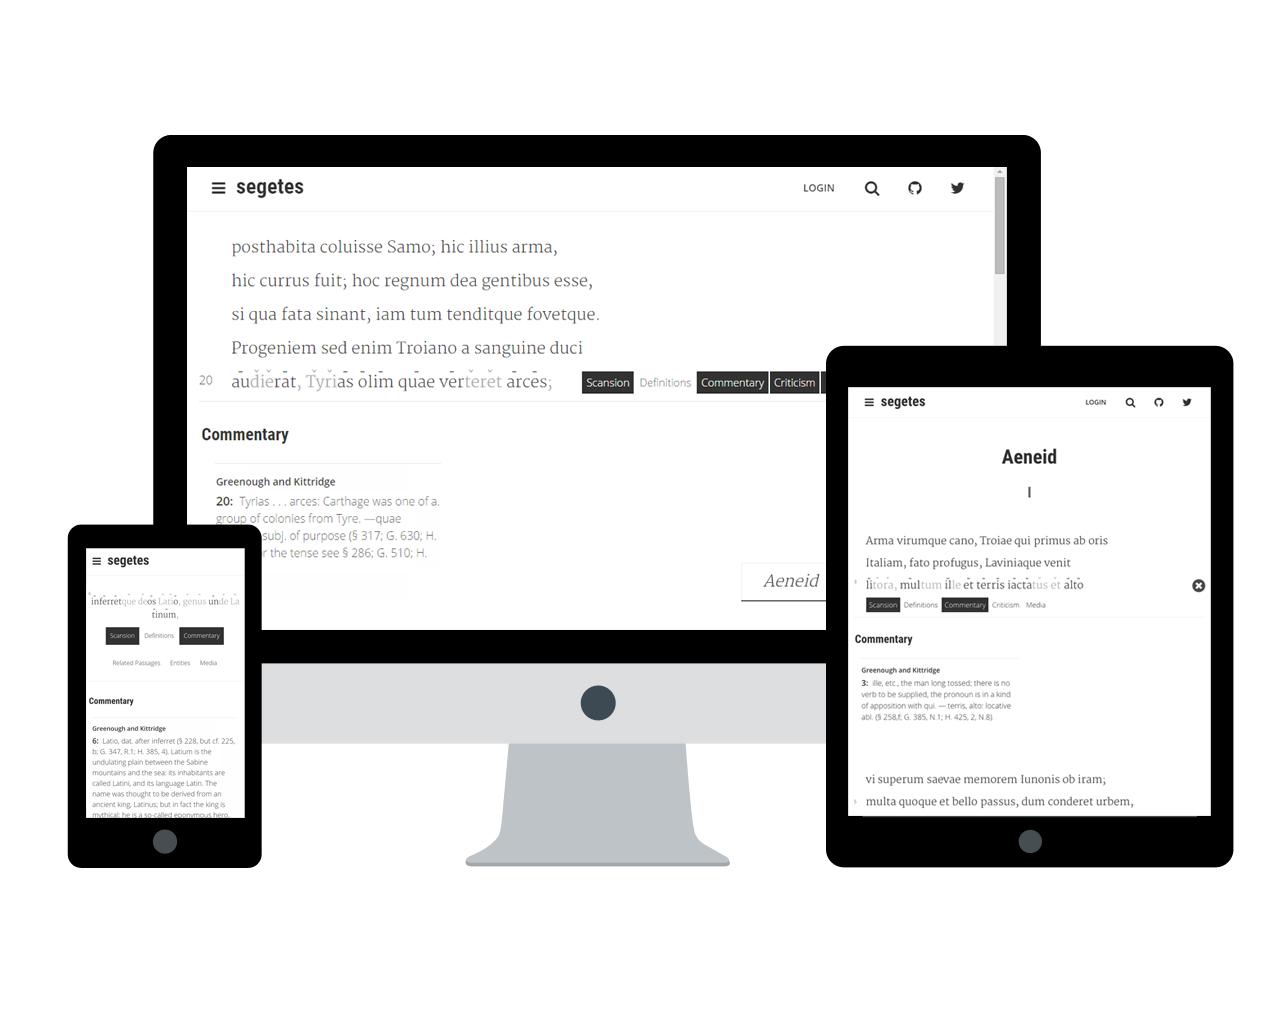 segetes
LOGIN
posthabita coluisse Samo; hic illius arma,
hic currus fuit; hoc regnum dea gentibus esse,
si qua fata sinant, iam tum tenditque fovetque.
Progeniem sed enim Troiano a sanguine duci
20 audierat, Tyrias olim quae verteret arces;
Scansion Definitions Commentary Criticism
Commentary
Greenough and Kittridge
20: Tyrias . . . arces: Carthage was one of a
group of colonies from Tyre. —quae
subj. of purpose (§ 317; G. 630; H.
r the tense see § 286; G. 510; H.
Aeneid
segetes
inferretque deos Latio, genus unde La
tinum,
Scansion Definitions Commentary
Related Passages Entities Media
Commentary
Greenough and Kittridge
6: Latio, dat. after inferret (§ 228, but cf. 225,
b; G. 347, R.1; H. 385, 4). Latium is the
undulating plain between the Sabine
mountains and the sea: its inhabitants are
called Latini, and its language Latin. The
name was thought to be derived from an
ancient king, Latinus; but in fact the king is
mythical: he is a so-called eponymous hero,
segetes
LOGIN
Aeneid
I
Arma virumque cano, Troiae qui primus ab oris
Italiam, fato profugus, Laviniaque venit
litora, multum ille et terris iactatus et alto
Scansion Definitions Commentary Criticism Media
Commentary
Greenough and Kittridge
3: ille, etc., the man long tossed; there is no
verb to be supplied, the pronoun is in a kind
of apposition with qui. — terris, alto: locative
abl. (§ 258,f; G. 385, N.1; H. 425, 2, N.8).
vi superum saevae memorem Iunonis ob iram;
multa quoque et bello passus, dum conderet urbem,